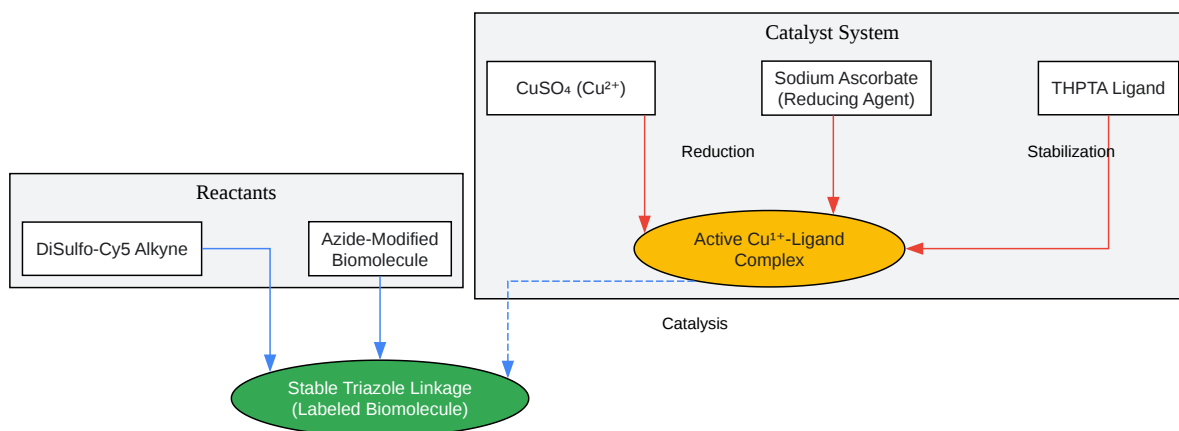 Catalyst System
CuSO₄ (Cu²⁺)
Sodium Ascorbate
(Reducing Agent)
THPTA Ligand
Reduction
Stabilization
Reactants
DiSulfo-Cy5 Alkyne
Azide-Modified
Biomolecule
Active Cu¹⁺-Ligand
Complex
Catalysis
Stable Triazole Linkage
(Labeled Biomolecule)